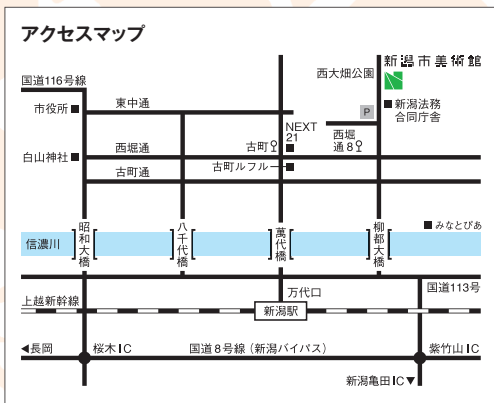 アクセスマップ
新潟市美術館
西大畑公園
国道116号線
市役所
東中通
P
新潟法務
合同庁舎
NEXT
21
西堀
通8
白山神社
西堀通
古町
古町ルフル
古町通
信濃川
昭和大橋
八千代橋
萬代橋
柳都大橋
みなとぴあ
万代口
国道113号
上越新幹線
新潟駅
◀長岡
桜木IC
国道8号線(新潟バイパス)
紫竹山IC
新潟亀田IC▼